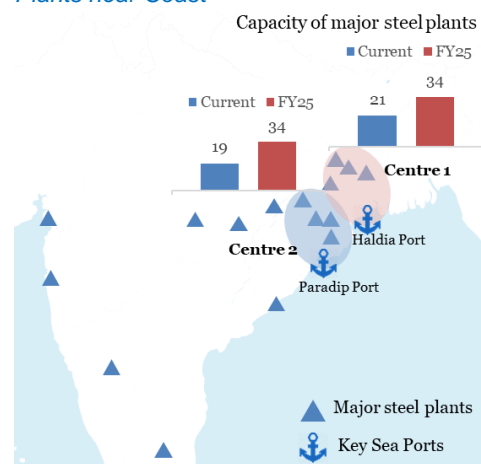 Plants near Coast
Capacity of major steel plants
Current FY25
34
21
Current FY25
34
19
Centre 1
Haldia Port
Centre 2
Paradip Port
Major steel plants
Key Sea Ports